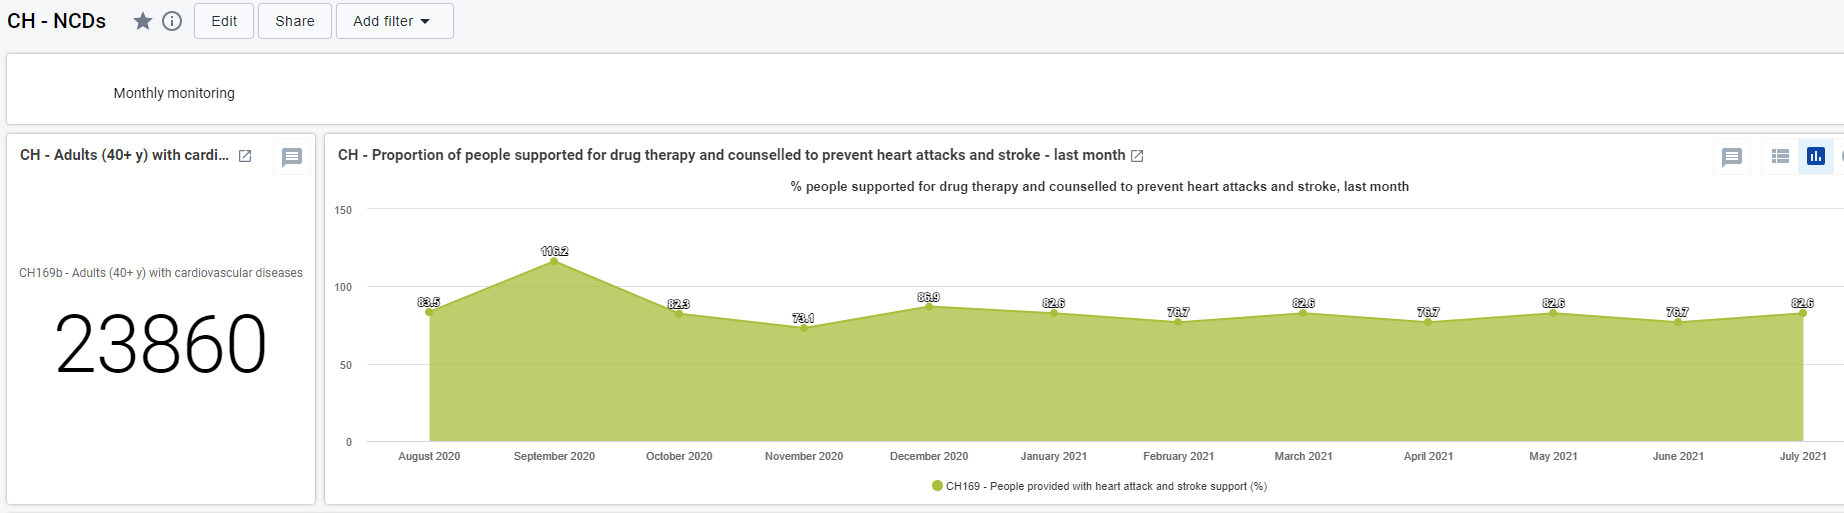 CH - NCDs
Edit
Share
Add filter
Monthly monitoring
CH - Adults (40+ y) with cardi...
CH169b - Adults (40+ y) with cardiovascular diseases
23860
CH - Proportion of people supported for drug therapy and counselled to prevent heart attacks and stroke - last month
% people supported for drug therapy and counselled to prevent heart attacks and stroke, last month
150
100
50
0
83.5
116.2
82.3
73.1
86.9
82.6
76.7
82.6
76.7
82.6
76.7
82.6
August 2020
September 2020
October 2020
November 2020
December 2020
January 2021
February 2021
March 2021
April 2021
May 2021
June 2021
July 2021
CH169 - People provided with heart attack and stroke support (%)